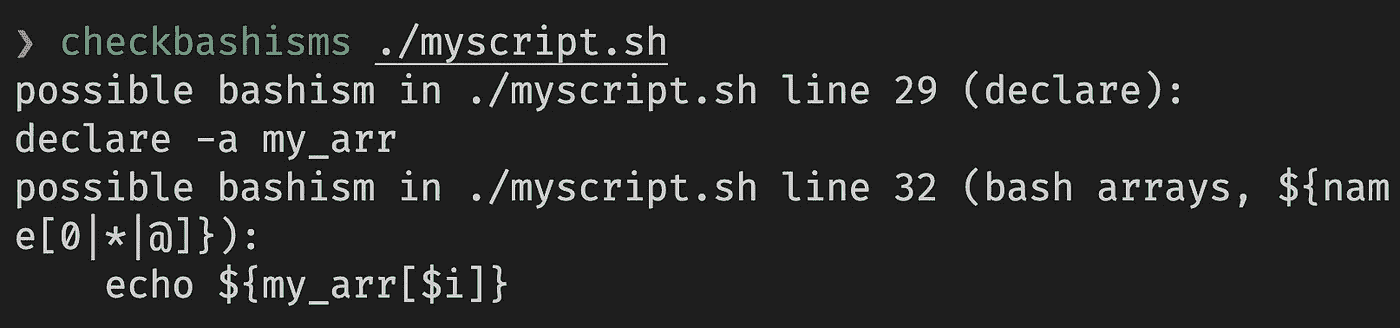 ❯ checkbashisms ./myscript.sh
possible bashism in ./myscript.sh line 29 (declare):
declare -a my_arr
possible bashism in ./myscript.sh line 32 (bash arrays, ${nam
e[0|*|@]}):
    echo ${my_arr[$i]}